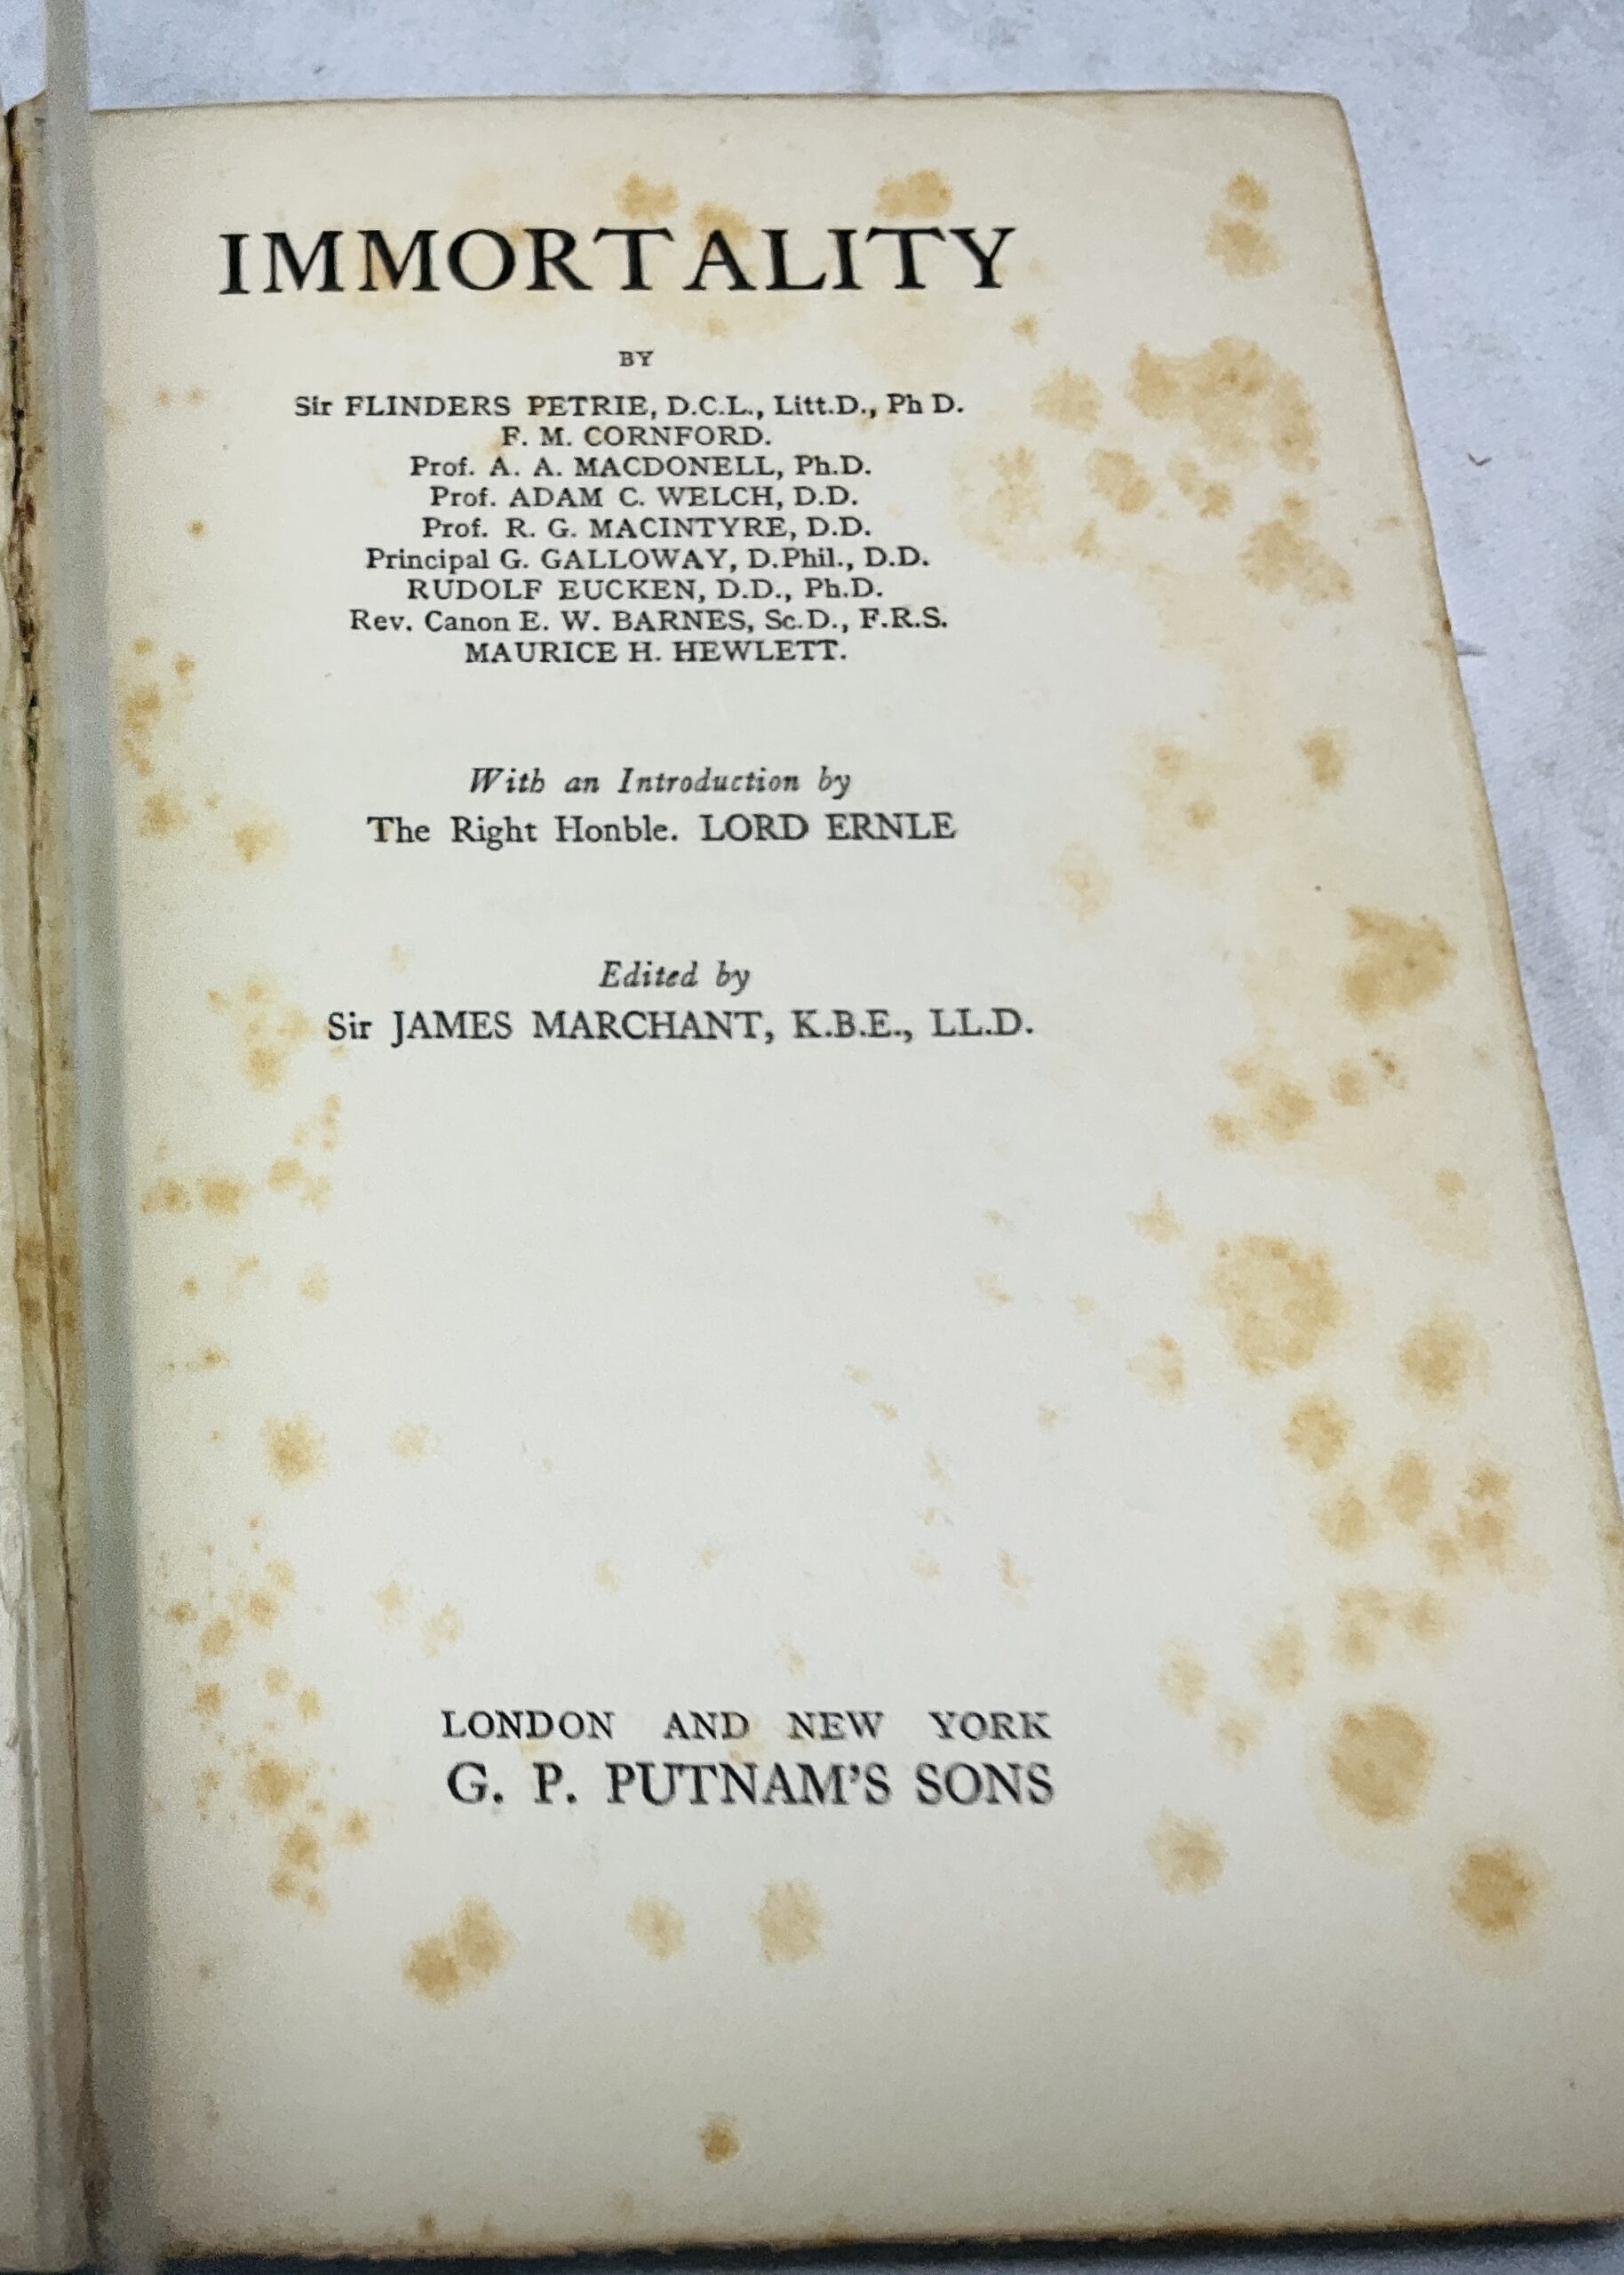 IMMORTALITY
BY
Sir FLINDERS PETRIE, D.C.L., Litt.D., Ph D.
F. M. CORNFORD.
Prof. A. A. MACDONELL, Ph.D.
Prof. ADAM C. WELCH, D.D.
Prof. R. G. MACINTYRE, D.D.
Principal G. GALLOWAY, D.Phil., D.D.
RUDOLF EUCKEN, D.D., Ph.D.
Rev. Canon E. W. BARNES, Sc.D., F.R.S.
MAURICE H. HEWLETT.
With an Introduction by
The Right Honble. LORD ERNLE
Edited by
Sir JAMES MARCHANT, K.B.E., LL.D.
LONDON AND NEW YORK
G. P. PUTNAM'S SONS